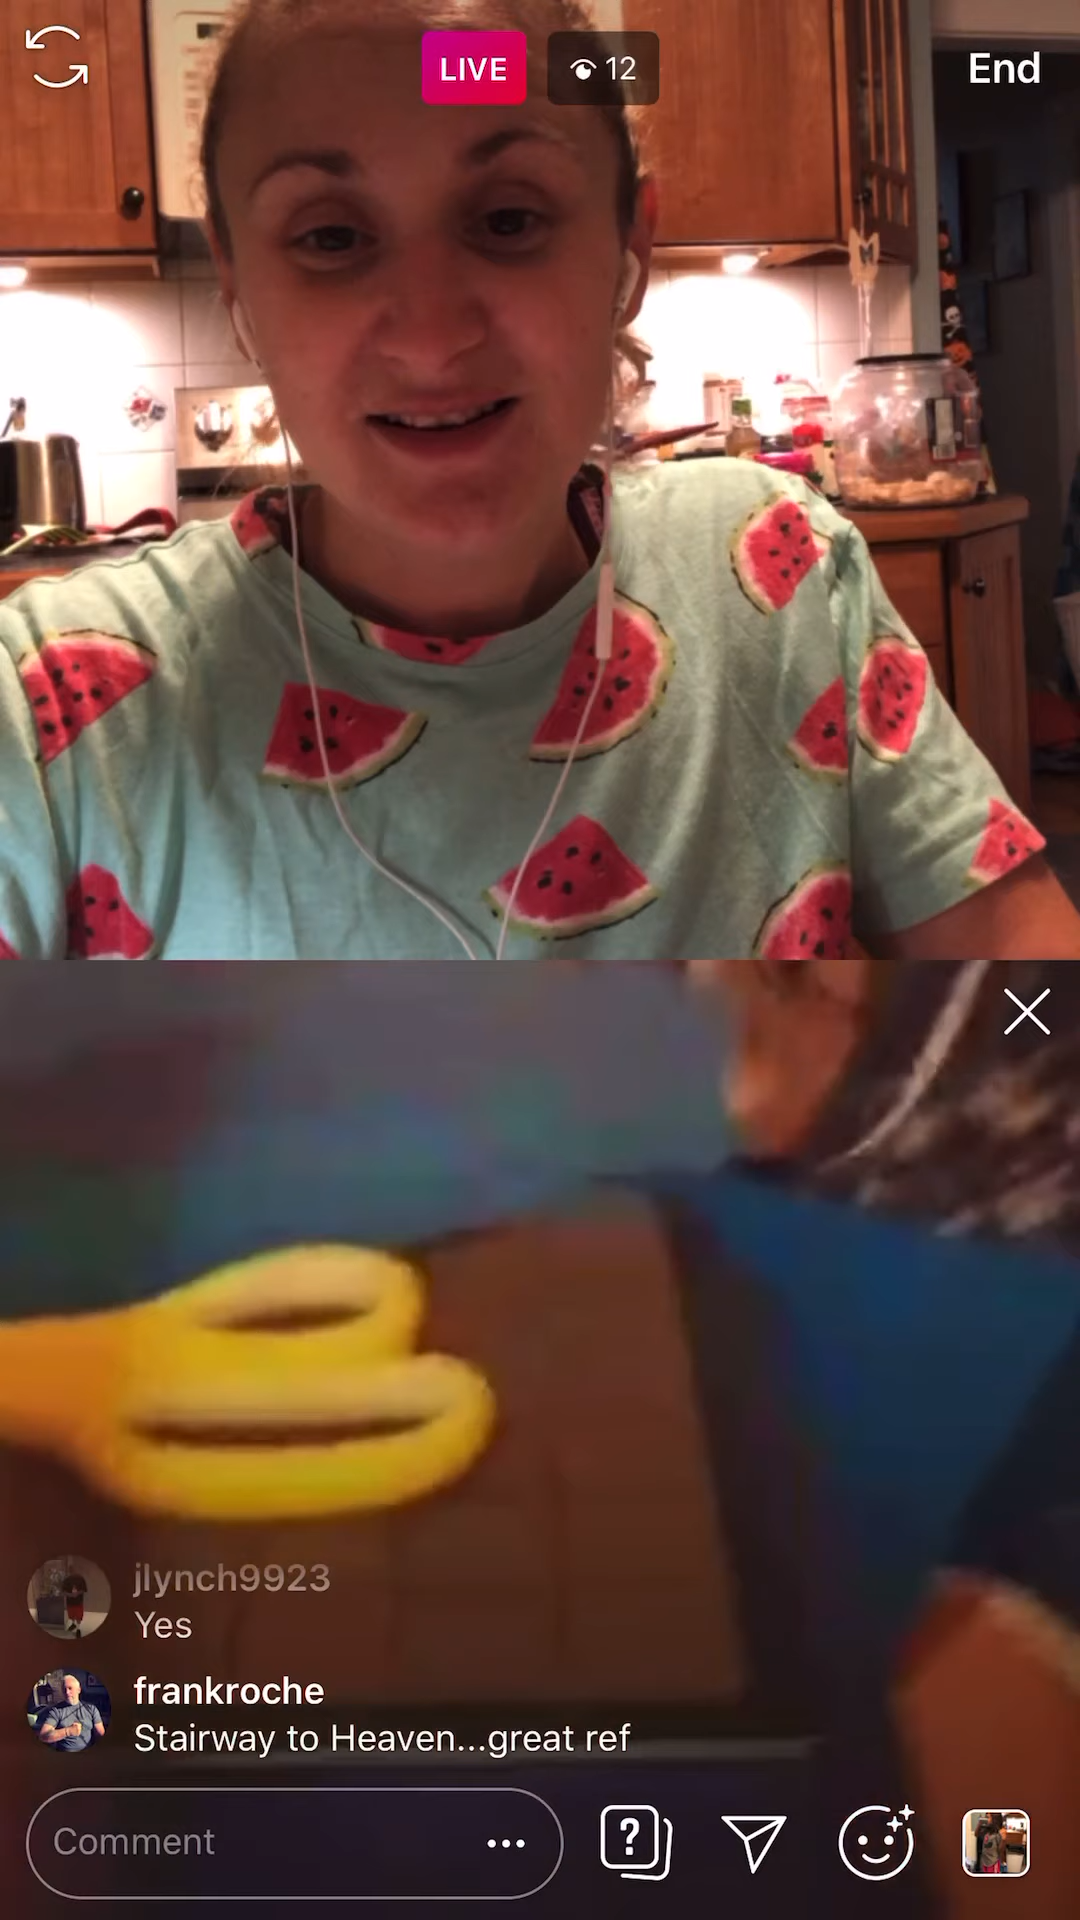 LIVE
12
End
jlynch9923
Yes
frankroche
Stairway to Heaven...great ref
Comment